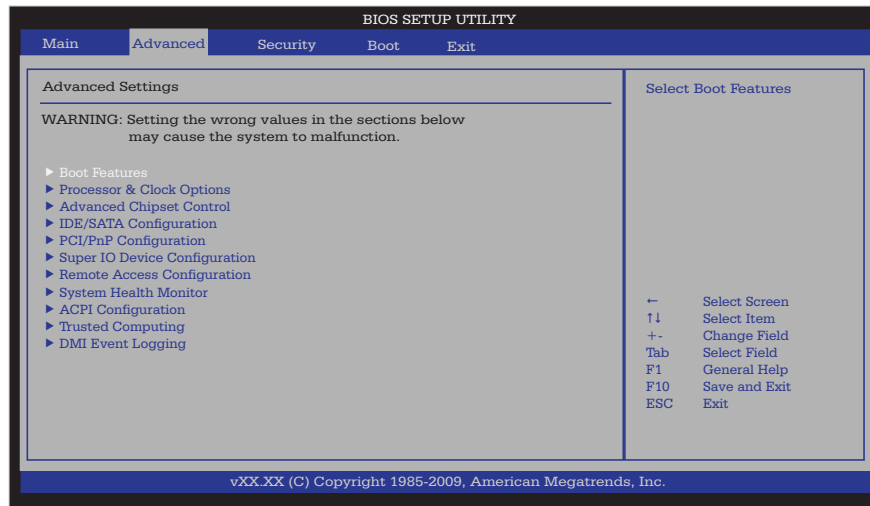 BIOS SETUP UTILITY
Main Advanced Security Boot Exit
Advanced Settings
WARNING: Setting the wrong values in the sections below
may cause the system to malfunction.
▶ Boot Features
▶ Processor & Clock Options
▶ Advanced Chipset Control
▶ IDE/SATA Configuration
▶ PCI/PnP Configuration
▶ Super IO Device Configuration
▶ Remote Access Configuration
▶ System Health Monitor
▶ ACPI Configuration
▶ Trusted Computing
▶ DMI Event Logging
Select Boot Features
← Select Screen
↑↓ Select Item
+- Change Field
Tab Select Field
F1 General Help
F10 Save and Exit
ESC Exit
vXX.XX (C) Copyright 1985-2009, American Megatrends, Inc.